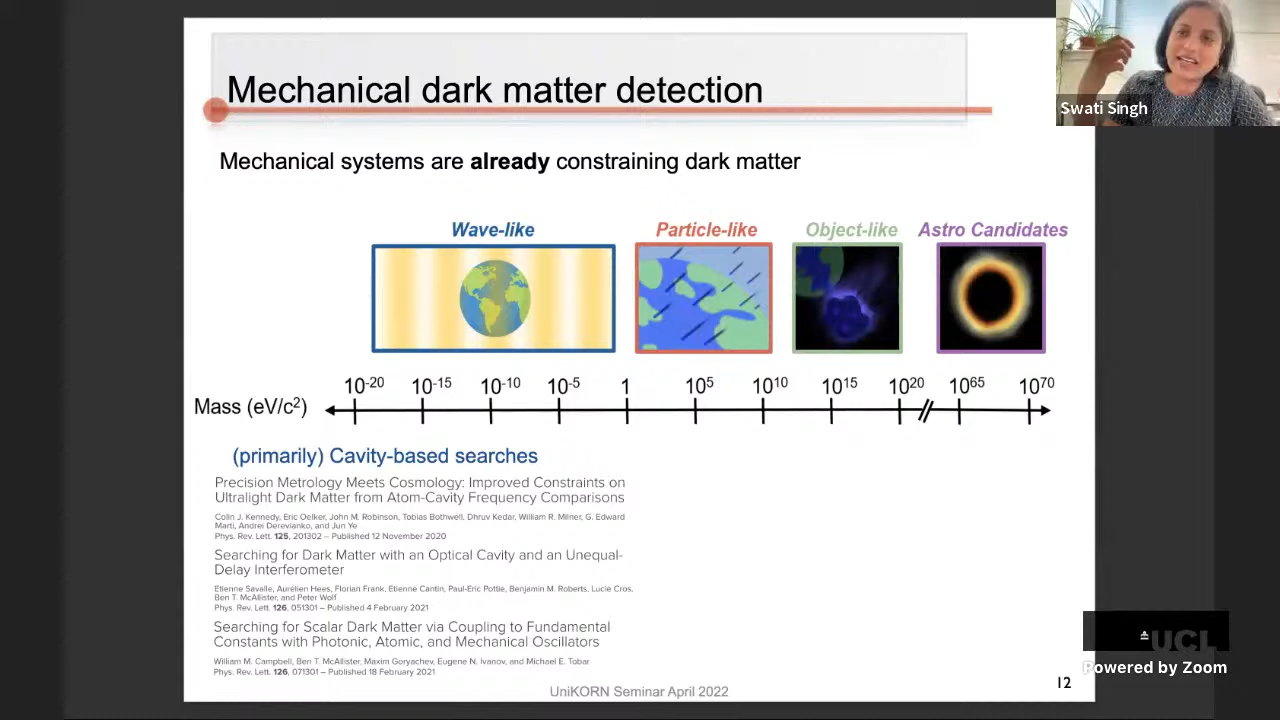 Mechanical dark matter detection
Swati Singh
Mechanical systems are already constraining dark matter
Wave-like Particle-like Object-like Astro Candidates
10-20 10-15 10-10 10-5 1 105 1010 1015 1020 1065 1070
Mass (eV/c2)
(primarily) Cavity-based searches
Precision Metrology Meets Cosmology: Improved Constraints on
Ultralight Dark Matter from Atom-Cavity Frequency Comparisons
Colin J. Kennedy, Eric Oelker, John M. Robinson, Tobias Bothwell, Dhruv Kedar, William R. Milner, G. Edward
Marti, Andrei Derevianko, and Jun Ye
Phys. Rev. Lett. 125, 201302 – Published 12 November 2020
Searching for Dark Matter with an Optical Cavity and an Unequal-
Delay Interferometer
Etienne Savalle, Aurélien Hees, Florian Frank, Etienne Cantin, Paul-Eric Pottie, Benjamin M. Roberts, Lucie Cros,
Ben T. McAllister, and Peter Wolf
Phys. Rev. Lett. 126, 051301 – Published 4 February 2021
Searching for Scalar Dark Matter via Coupling to Fundamental
Constants with Photonic, Atomic, and Mechanical Oscillators
William M. Campbell, Ben T. McAllister, Maxim Goryachev, Eugene N. Ivanov, and Michael E. Tobar
Phys. Rev. Lett. 126, 071301 – Published 18 February 2021
UniKORN Seminar April 2022
12
UCL
Powered by Zoom